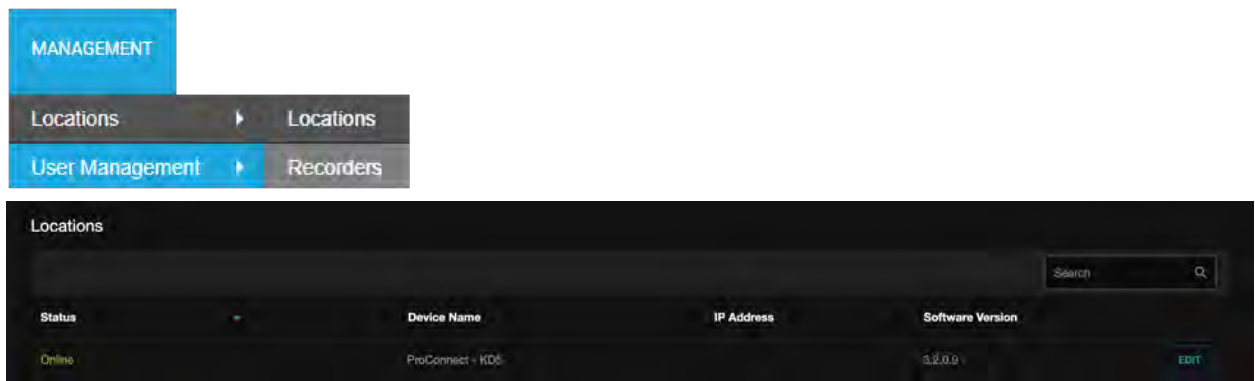 MANAGEMENT
Locations Locations
User Management Recorders
Locations
Search
Status Device Name IP Address Software Version
Online ProConnect - KD5 3.2.0.9 EDIT